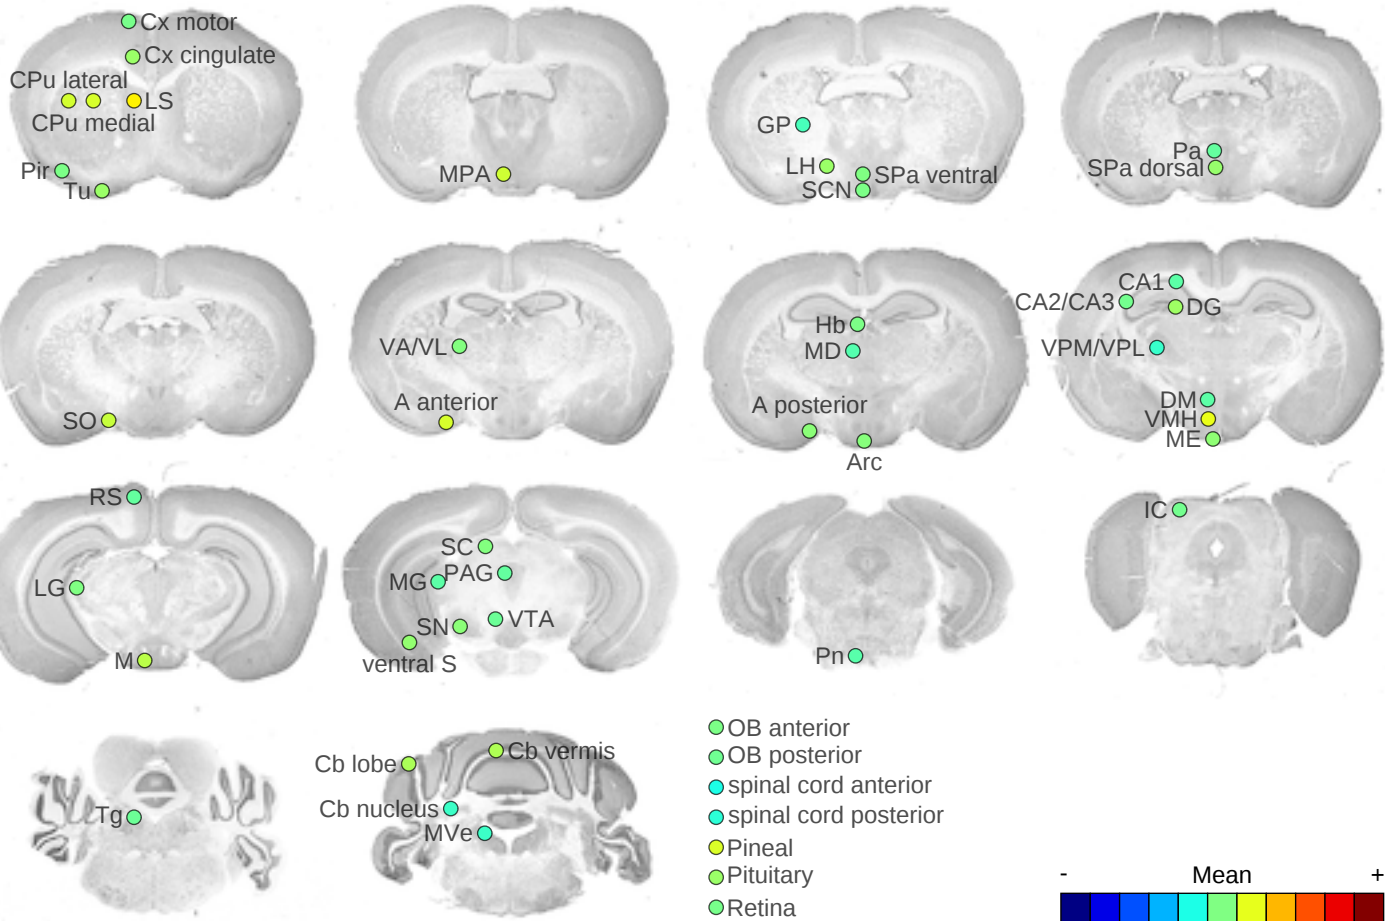 Cx motor
Cx cingulate
CPu lateral
LS
CPu medial
Pir
Tu
MPA
GP
LH
SPa ventral
SCN
Pa
SPa dorsal
SO
VA/VL
A anterior
Hb
MD
A posterior
Arc
CA1
CA2/CA3
DG
VPM/VPL
DM
VMH
ME
RS
LG
M
SC
MG
PAG
SN
VTA
ventral S
Pn
IC
Tg
Cb lobe
Cb vermis
Cb nucleus
MVe
OB anterior
OB posterior
spinal cord anterior
spinal cord posterior
Pineal
Pituitary
Retina
- Mean +